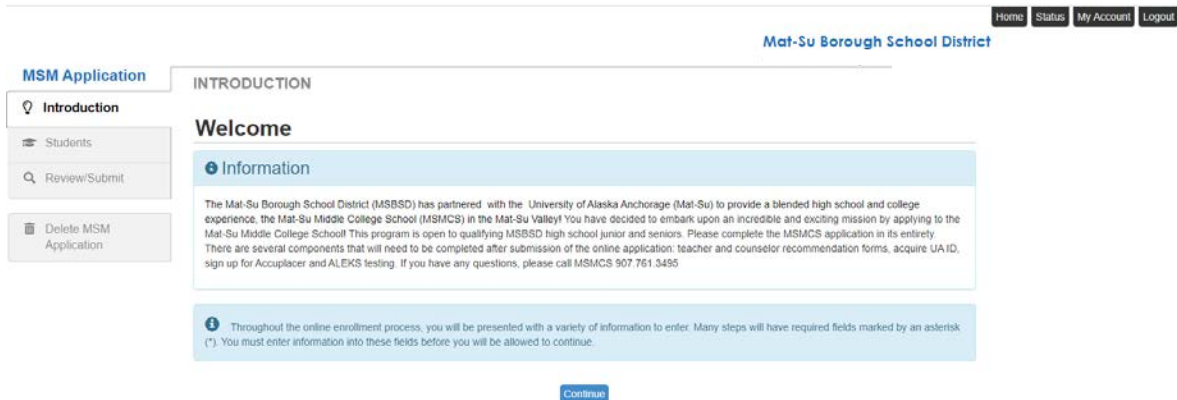 Home Status My Account Logout
Mat-Su Borough School District
MSM Application
Introduction
Students
Review/Submit
Delete MSM
Application
INTRODUCTION
Welcome
Information
The Mat-Su Borough School District (MSBSD) has partnered with the University of Alaska Anchorage (Mat-Su) to provide a blended high school and college
experience, the Mat-Su Middle College School (MSMCS) in the Mat-Su Valley! You have decided to embark upon an incredible and exciting mission by applying to the
Mat-Su Middle College School! This program is open to qualifying MSBSD high school junior and seniors. Please complete the MSMCS application in its entirety.
There are several components that will need to be completed after submission of the online application: teacher and counselor recommendation forms, acquire UA ID,
sign up for Accuplacer and ALEKS testing. If you have any questions, please call MSMCS 907.761.3495
Throughout the online enrollment process, you will be presented with a variety of information to enter. Many steps will have required fields marked by an asterisk
(*). You must enter information into these fields before you will be allowed to continue.
Continue